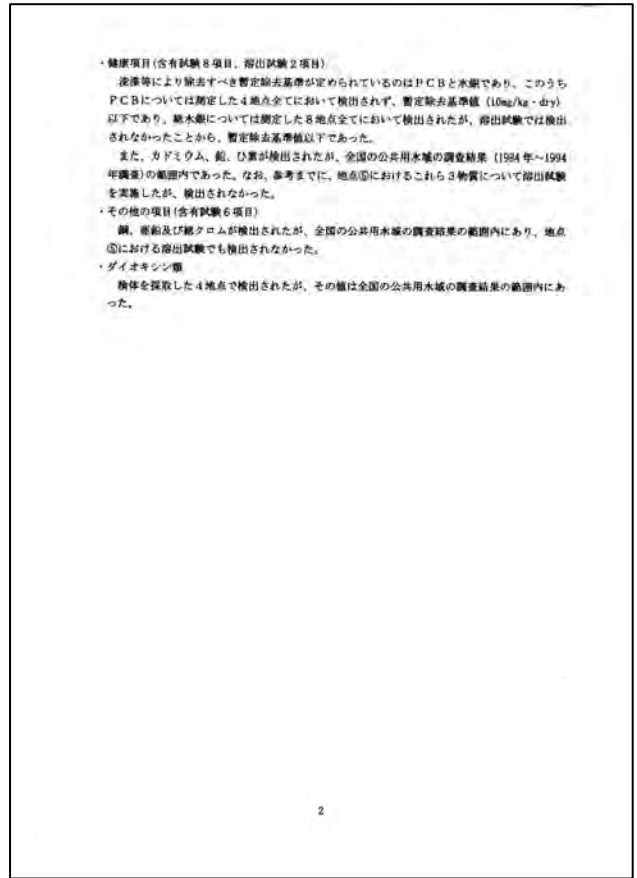 ・健康項目(含有試験８項目、溶出試験２項目)
浚渫等により除去すべき暫定除去基準が定められているのはＰＣＢと水銀であり、このうち
ＰＣＢについては測定した４地点全てにおいて検出されず、暫定除去基準値（10mg/kg・dry）
以下であり、総水銀については測定した８地点全てにおいて検出されたが、溶出試験では検出
されなかったことから、暫定除去基準値以下であった。
また、カドミウム、鉛、ひ素が検出されたが、全国の公共用水域の調査結果（1984年～1994
年調査）の範囲内であった。なお、参考までに、地点⑤におけるこれら３物質について溶出試験
を実施したが、検出されなかった。
・その他の項目(含有試験６項目)
銅、亜鉛及び総クロムが検出されたが、全国の公共用水域の調査結果の範囲内にあり、地点
⑤における溶出試験でも検出されなかった。
・ダイオキシン類
検体を採取した４地点で検出されたが、その値は全国の公共用水域の調査結果の範囲内にあ
った。
2